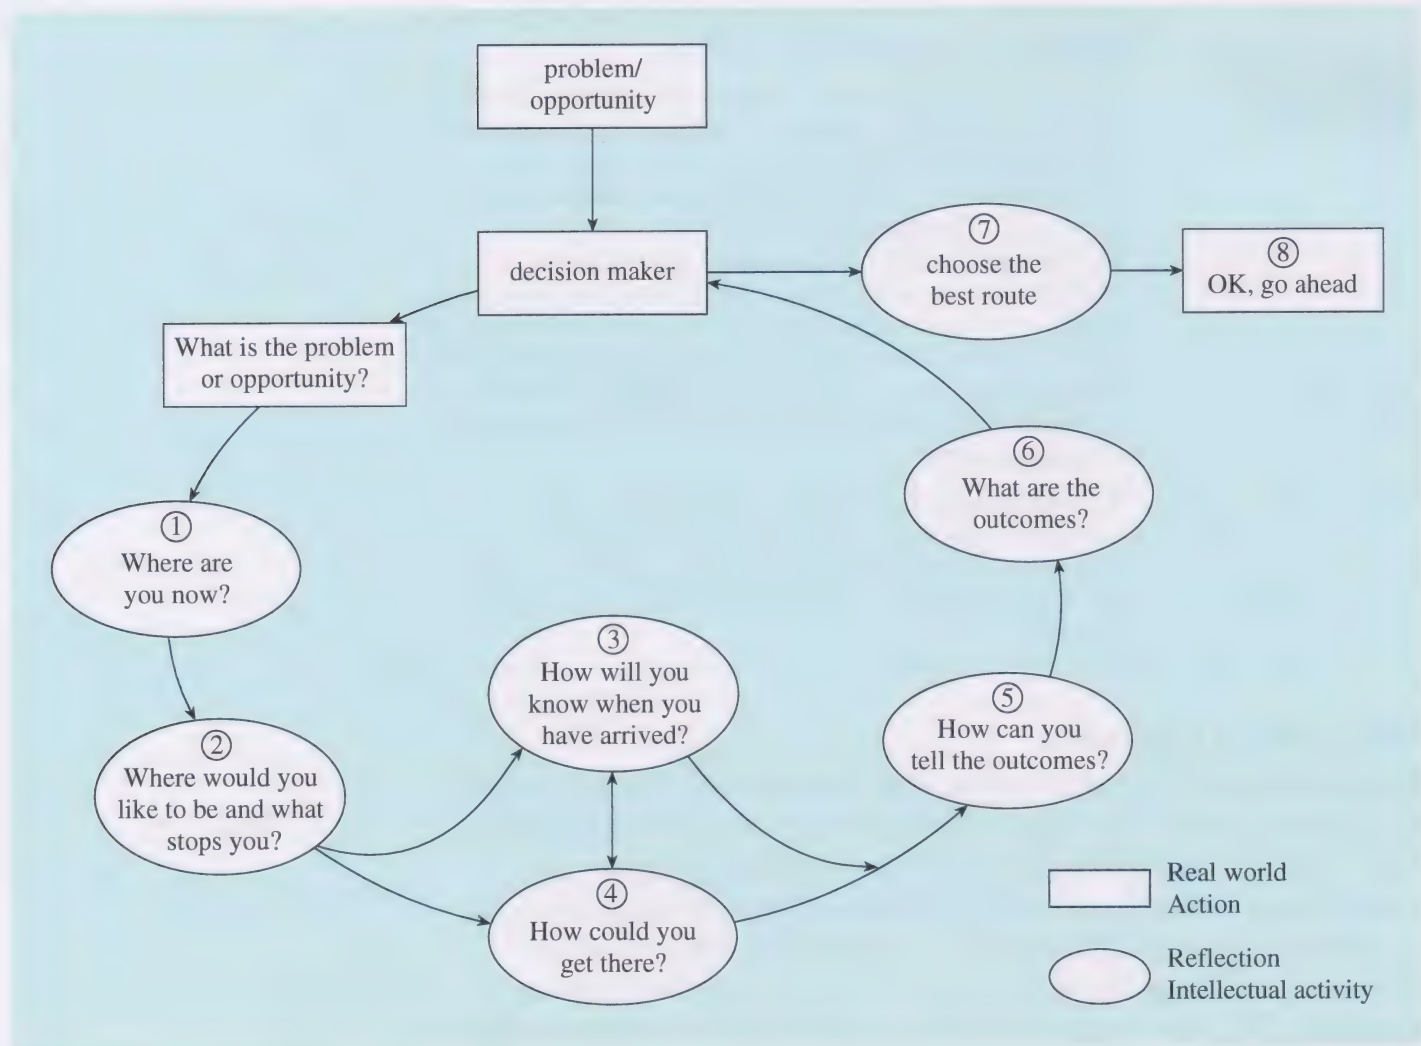 problem/
opportunity
decision maker
⑦
choose the
best route
⑧
OK, go ahead
What is the problem
or opportunity?
①
Where are
you now?
②
Where would you
like to be and what
stops you?
③
How will you
know when you
have arrived?
④
How could you
get there?
⑤
How can you
tell the outcomes?
⑥
What are the
outcomes?
Real world
Action
Reflection
Intellectual activity